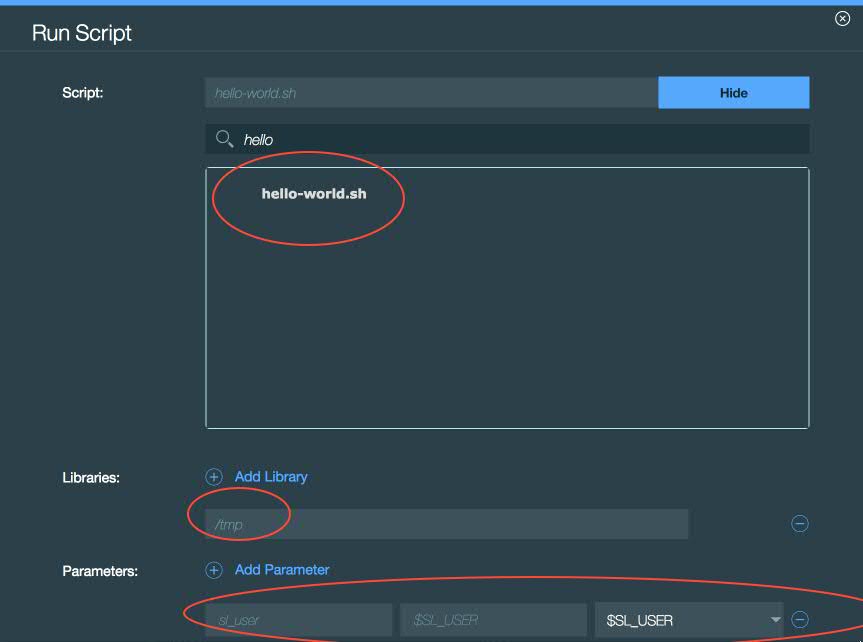 Run Script
Script: hello-world.sh Hide
hello
hello-world.sh
Libraries: Add Library
/tmp
Parameters: Add Parameter
sl_user $SL_USER $SL_USER